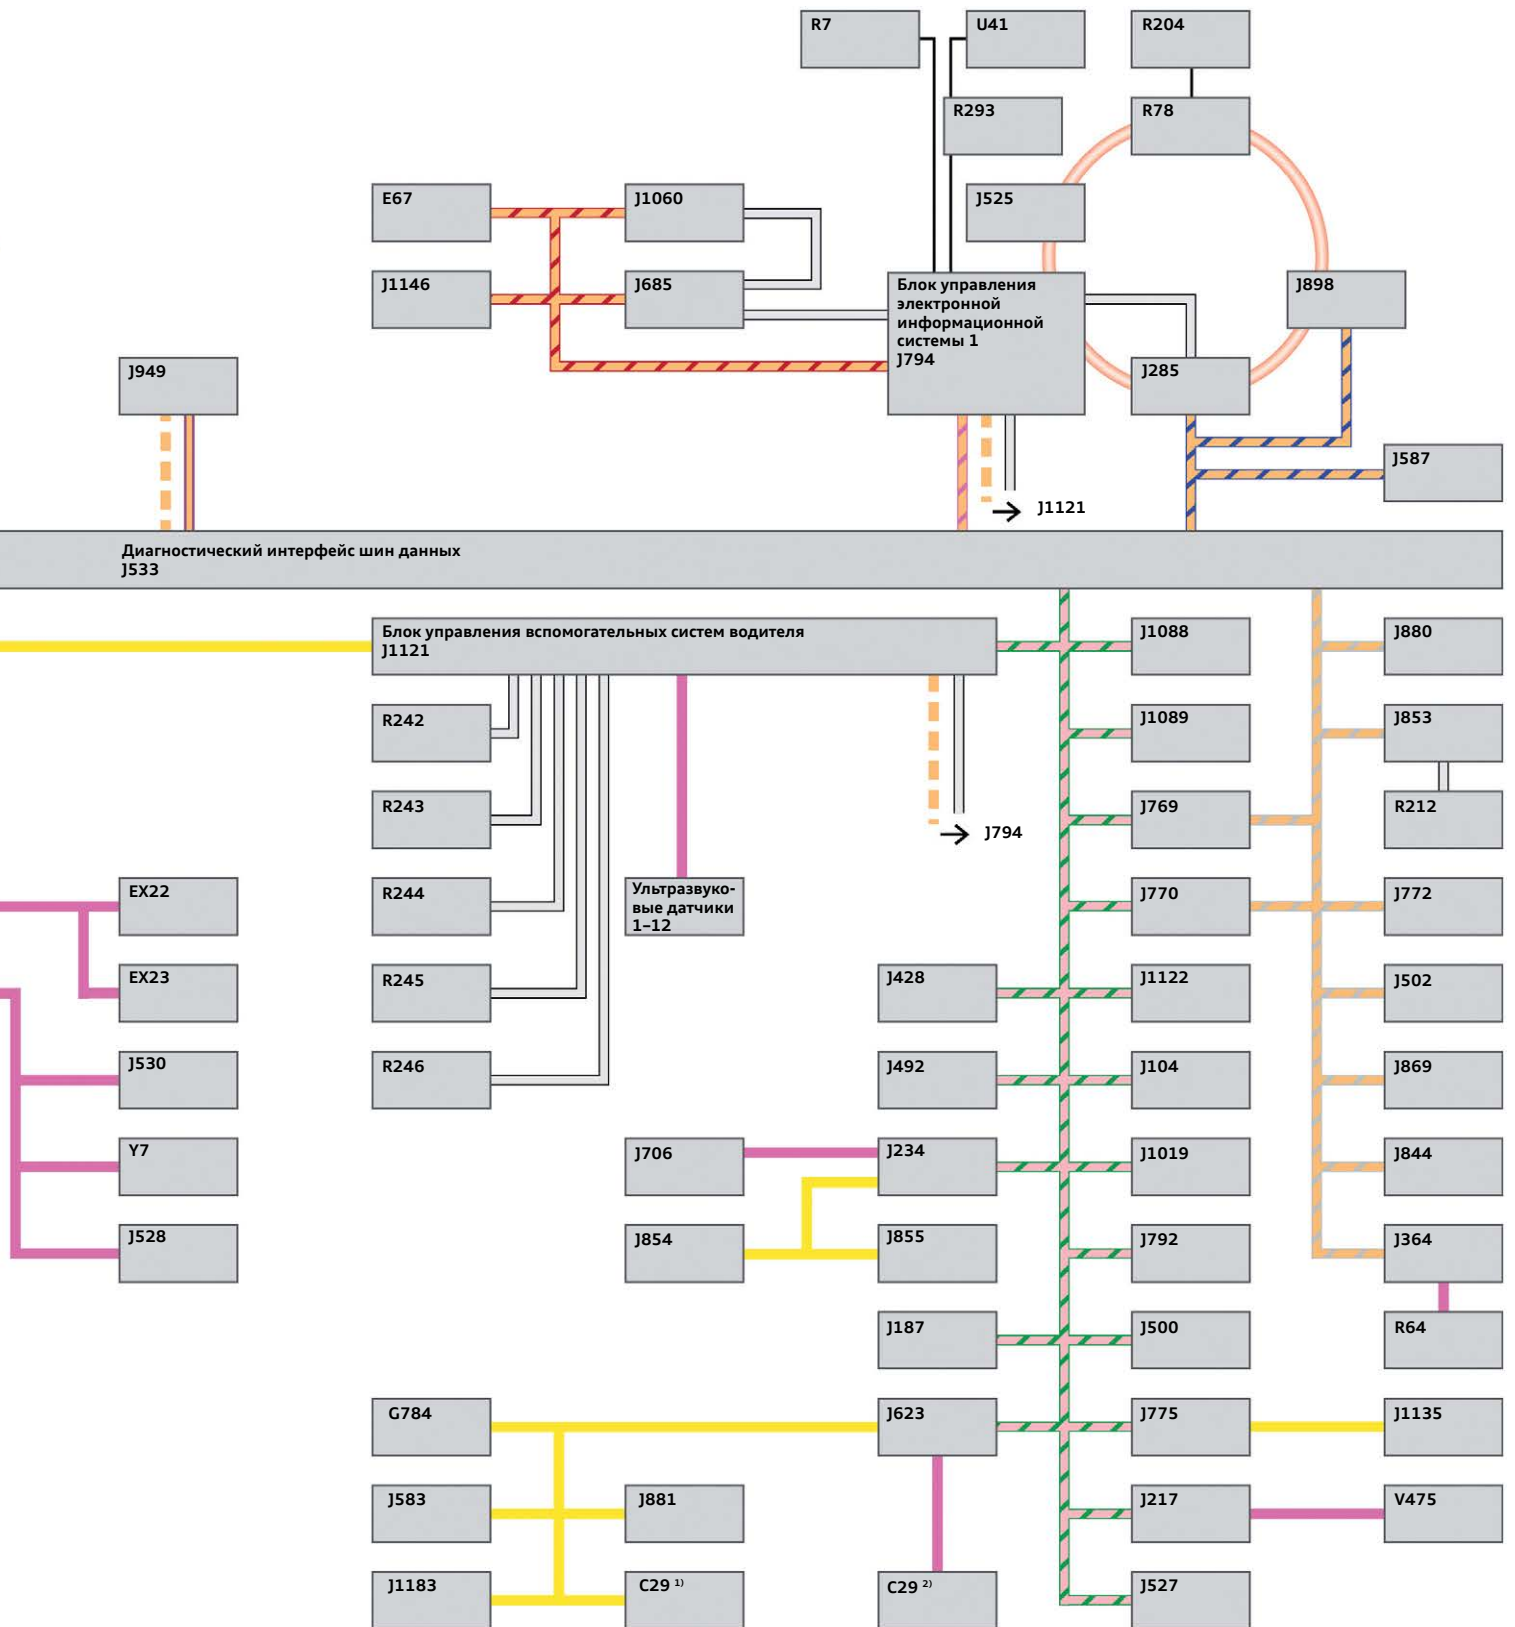 R7
U41
R204
R293
R78
E67
J1060
J525
J1146
J685
Блок управления
электронной
информационной
системы 1
J794
J898
J949
J285
J587
J1121
Диагностический интерфейс шин данных
J533
Блок управления вспомогательных систем водителя
J1121
J1088
J880
R242
J1089
J853
R243
J794
J769
R212
EX22
R244
Ультразвуко-
вые датчики
1–12
J770
J772
EX23
R245
J428
J1122
J502
J530
R246
J492
J104
J869
Y7
J706
J234
J1019
J844
J528
J854
J855
J792
J364
J187
J500
R64
G784
J623
J775
J1135
J583
J881
J217
V475
J1183
C29 1)
C29 2)
J527